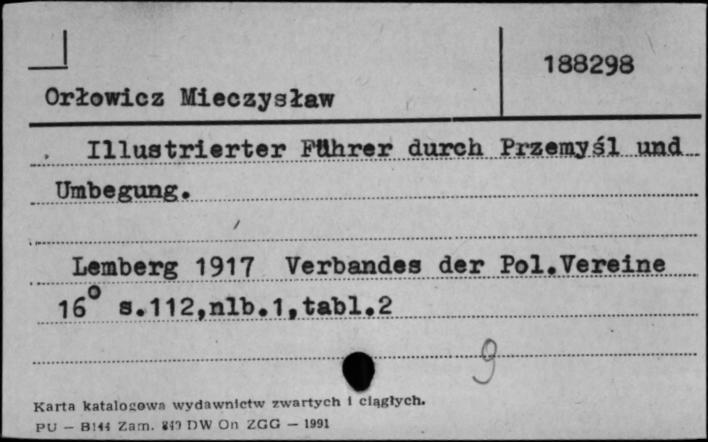 188298
Orłowicz Mieczysław
Illustrierter Führer durch Przemyśl und
Umbegung.
Lemberg 1917 Verbandes der Pol.Vereine
16° s.112,nlb.1,tabl.2
9
Karta katalogowa wydawnictw zwartych i ciągłych.
PU — B144 Zam. 849 DW On ZGG — 1991